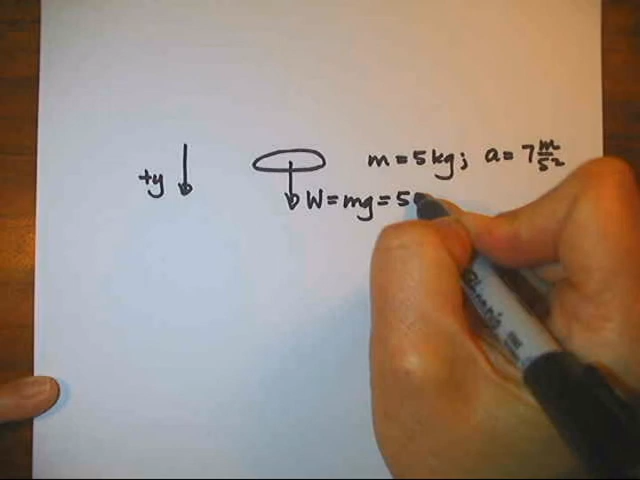 m = 5 kg; a = 7 m/s²
+y
W = mg = 5